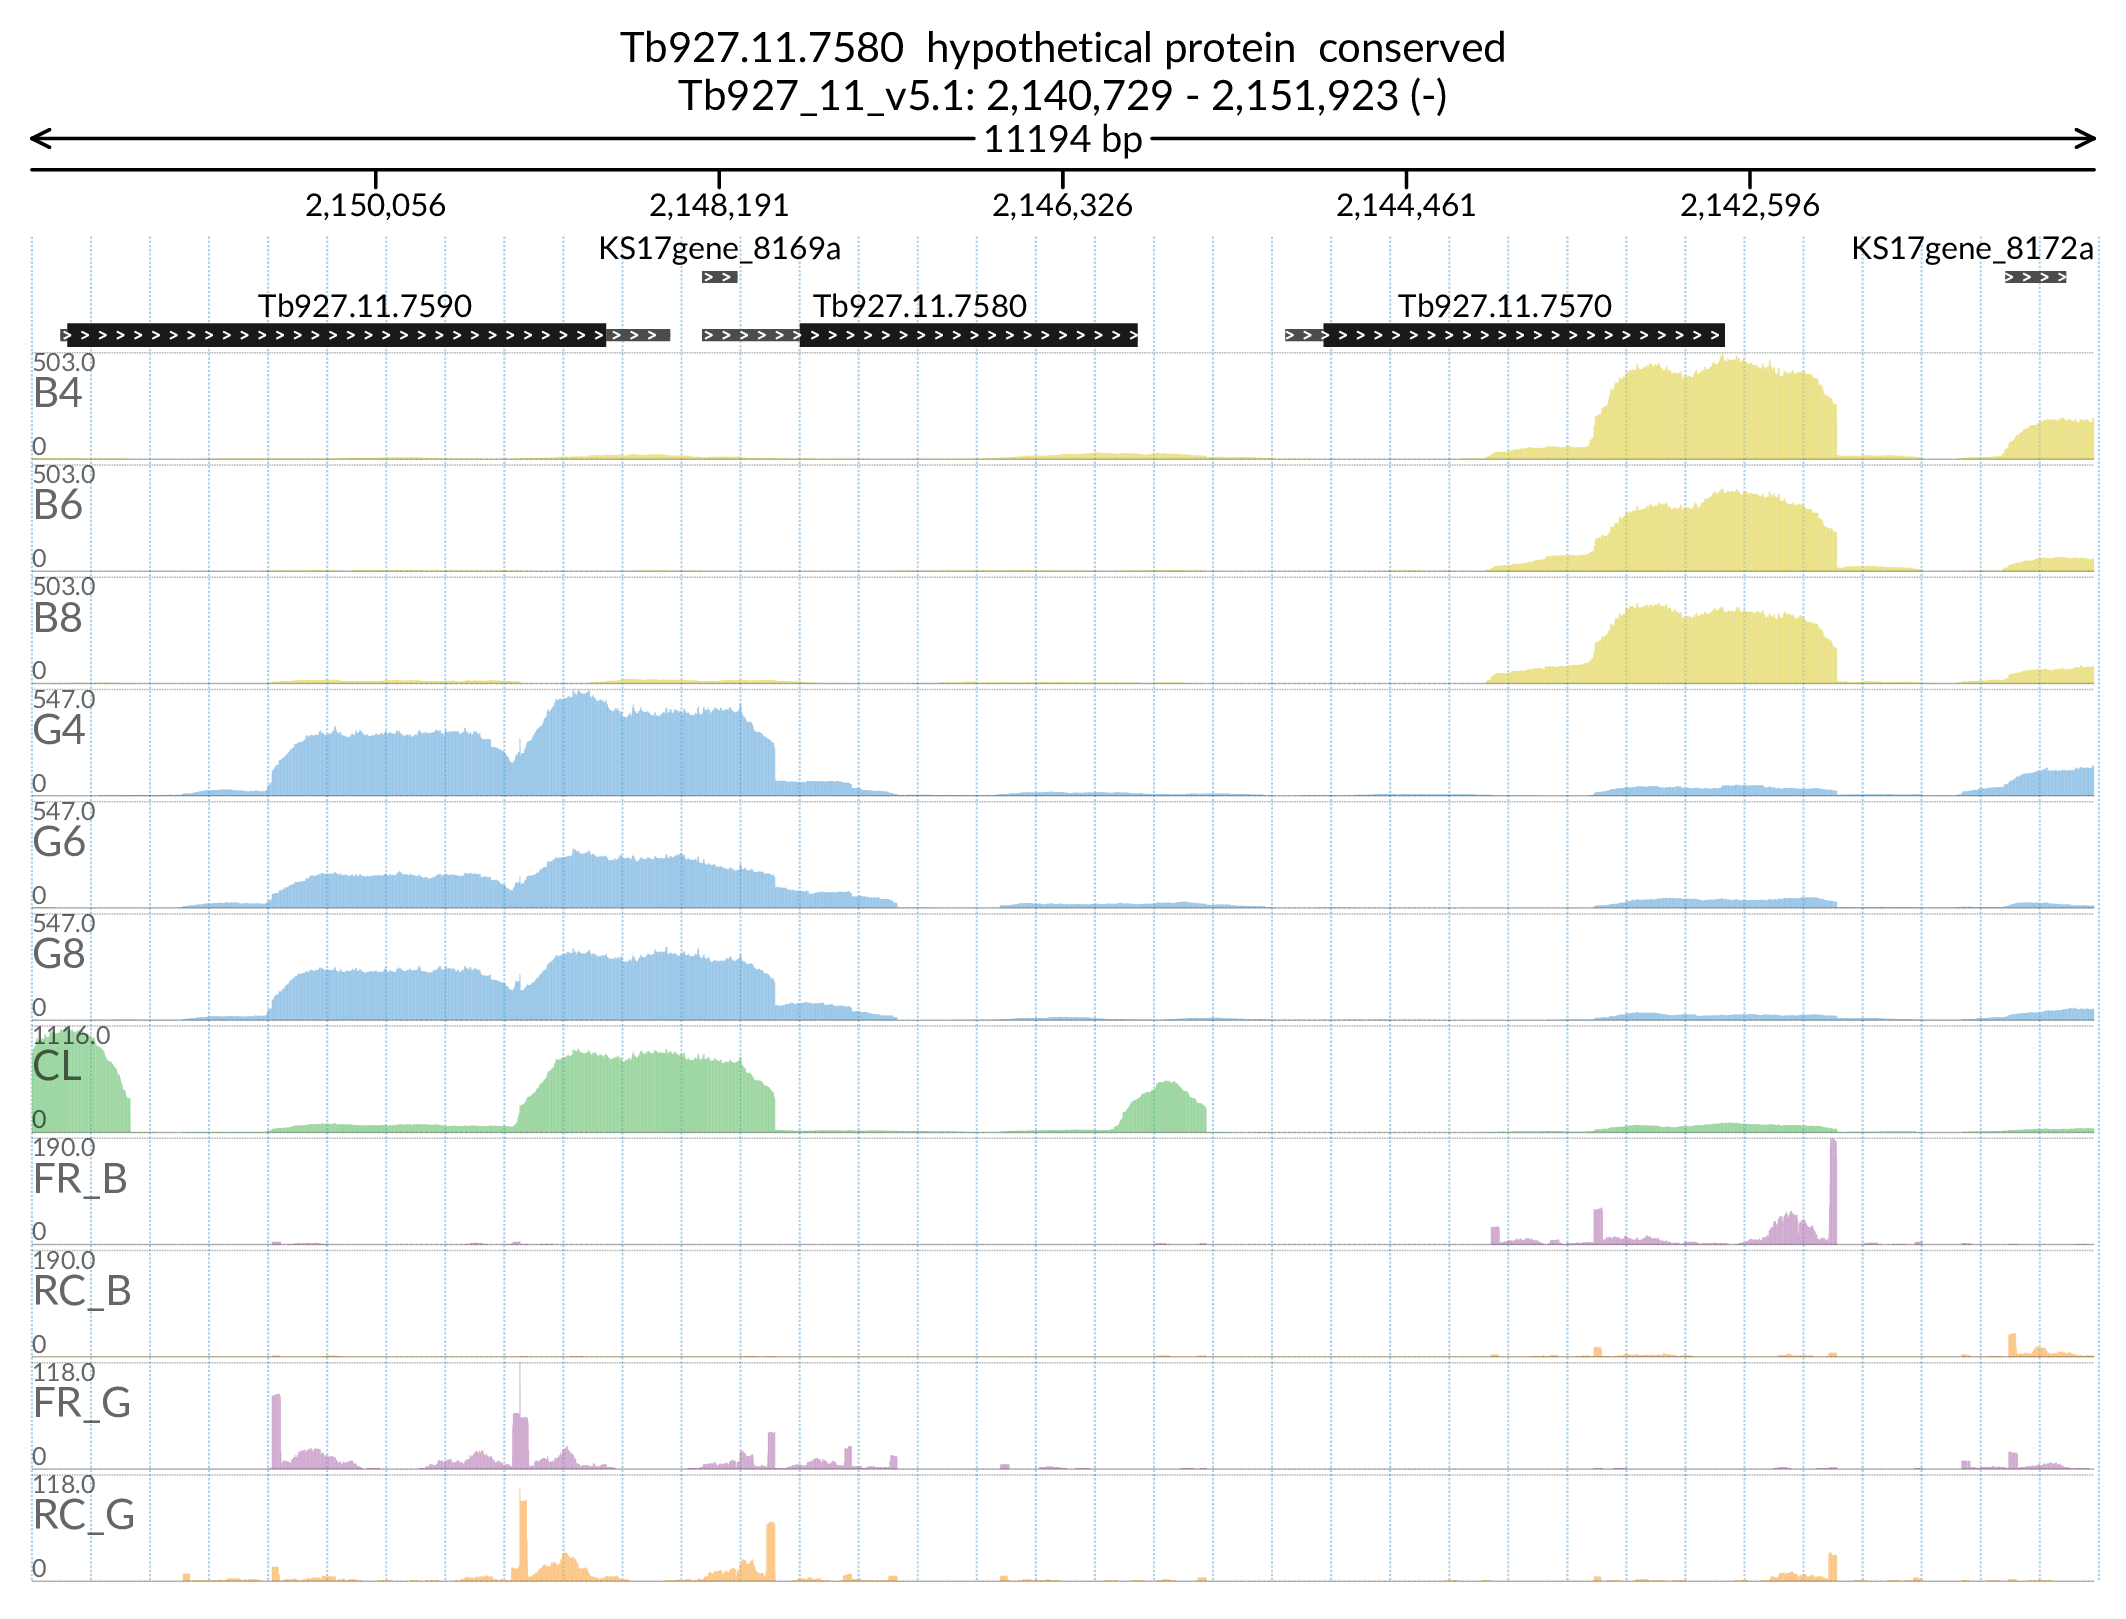 Tb927.11.7580 hypothetical protein conserved
Tb927_11_v5.1: 2,140,729 - 2,151,923 (-)
11194 bp
2,150,056 2,148,191 2,146,326 2,144,461 2,142,596
KS17gene_8169a KS17gene_8172a
Tb927.11.7590 Tb927.11.7580 Tb927.11.7570
503.0
B4
0
503.0
B6
0
503.0
B8
0
547.0
G4
0
547.0
G6
0
547.0
G8
0
1116.0
CL
0
190.0
FR_B
0
190.0
RC_B
0
118.0
FR_G
0
118.0
RC_G
0